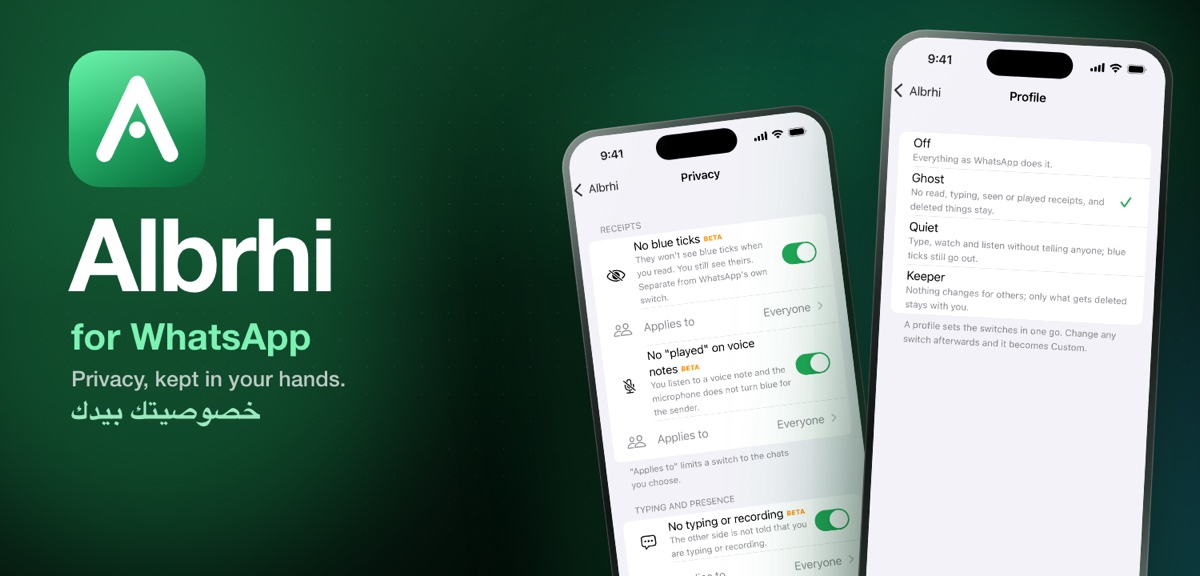 Albrhi
for WhatsApp
Privacy, kept in your hands.
خصوصيتك بيدك
9:41
Albrhi
Privacy
RECEIPTS
No blue ticks BETA
They won't see blue ticks when
you read. You still see theirs.
Separate from WhatsApp's own
switch.
Applies to
Everyone
No "played" on voice
notes BETA
You listen to a voice note and the
microphone does not turn blue for
the sender.
Applies to
Everyone
"Applies to" limits a switch to the chats
you choose.
TYPING AND PRESENCE
No typing or recording BETA
The other side is not told that you
are typing or recording.
Applies to
Everyone
9:41
Albrhi
Profile
Off
Everything as WhatsApp does it.
Ghost
No read, typing, seen or played receipts, and
deleted things stay.
Quiet
Type, watch and listen without telling anyone; blue
ticks still go out.
Keeper
Nothing changes for others; only what gets deleted
stays with you.
A profile sets the switches in one go. Change any
switch afterwards and it becomes Custom.